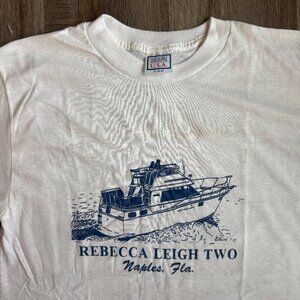 U.S.A.
REBECCA LEIGH TWO
Naples, Fla.